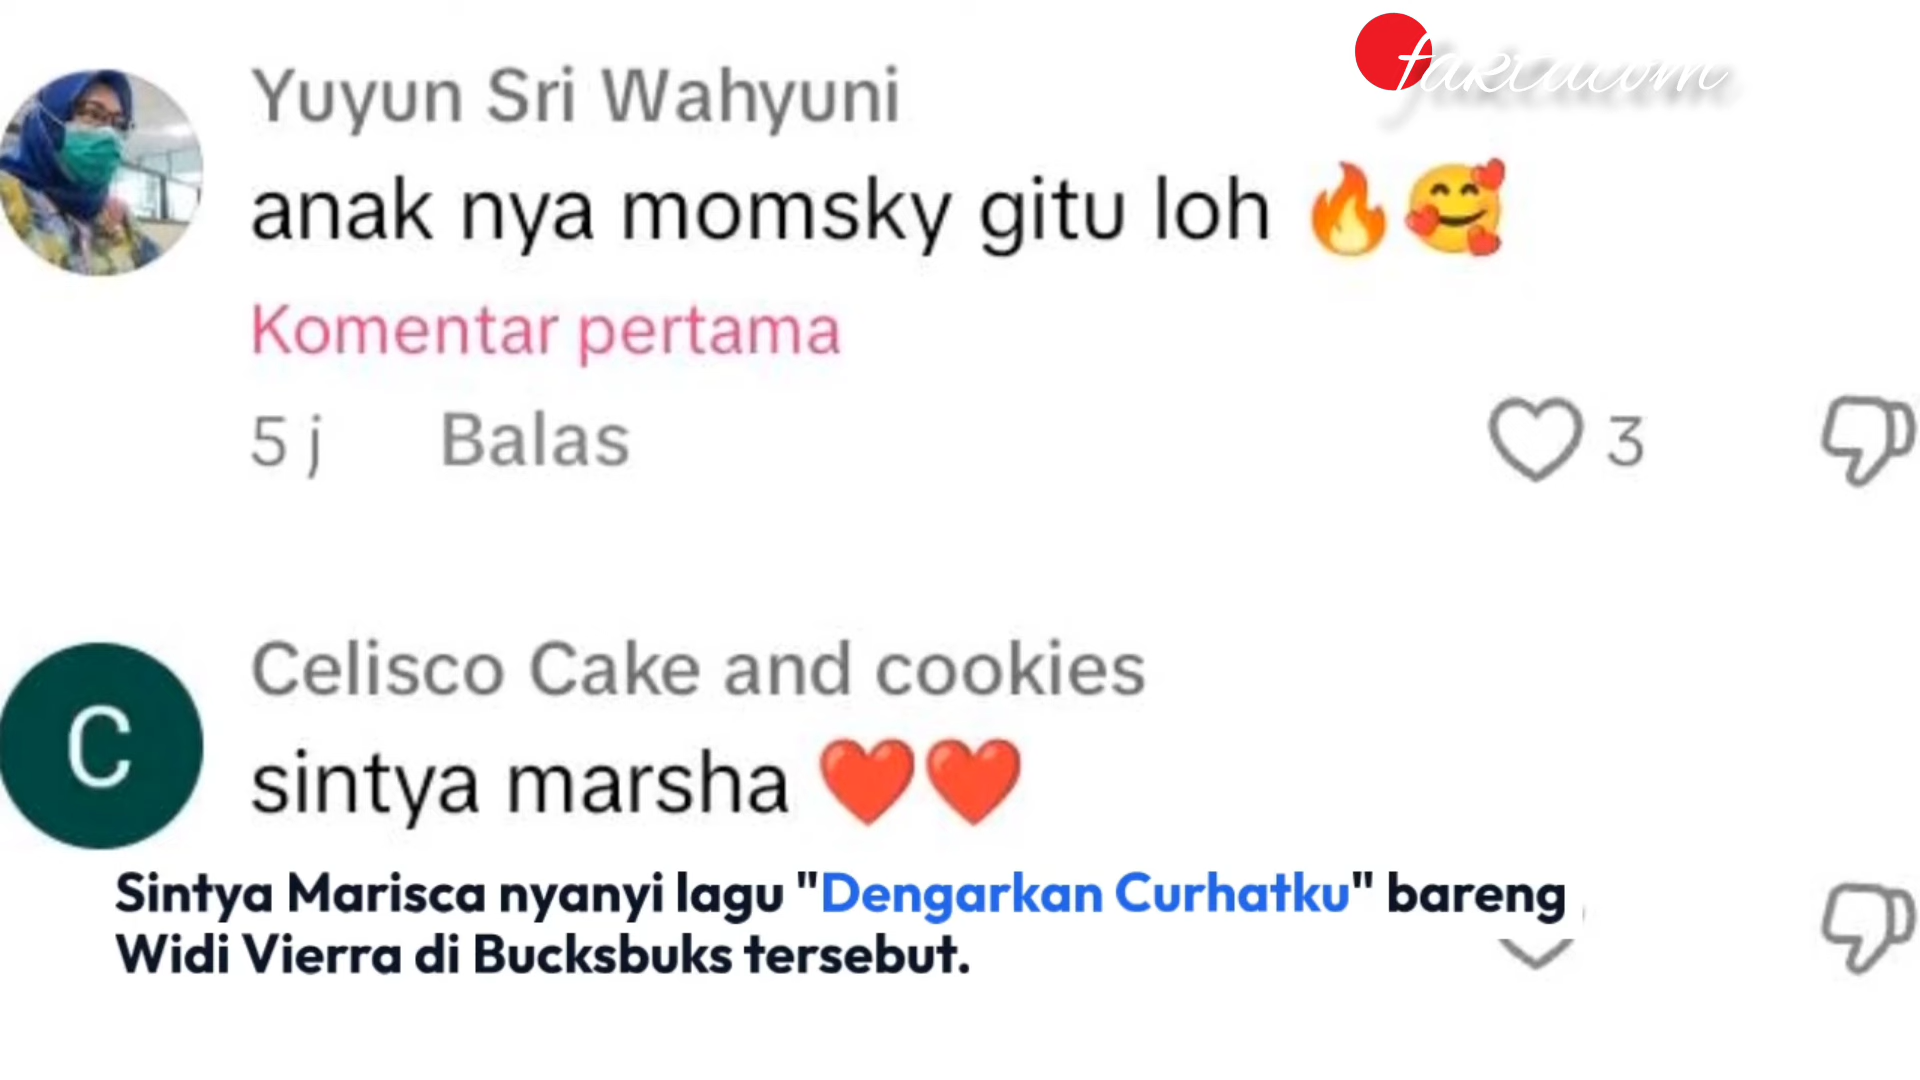 faktacom
Yuyun Sri Wahyuni
anak nya momsky gitu loh 🔥🥰
Komentar pertama
5 j Balas 3
Celisco Cake and cookies
C
sintya marsha ❤️❤️
Sintya Marisca nyanyi lagu "Dengarkan Curhatku" bareng
Widi Vierra di Bucksbuks tersebut.